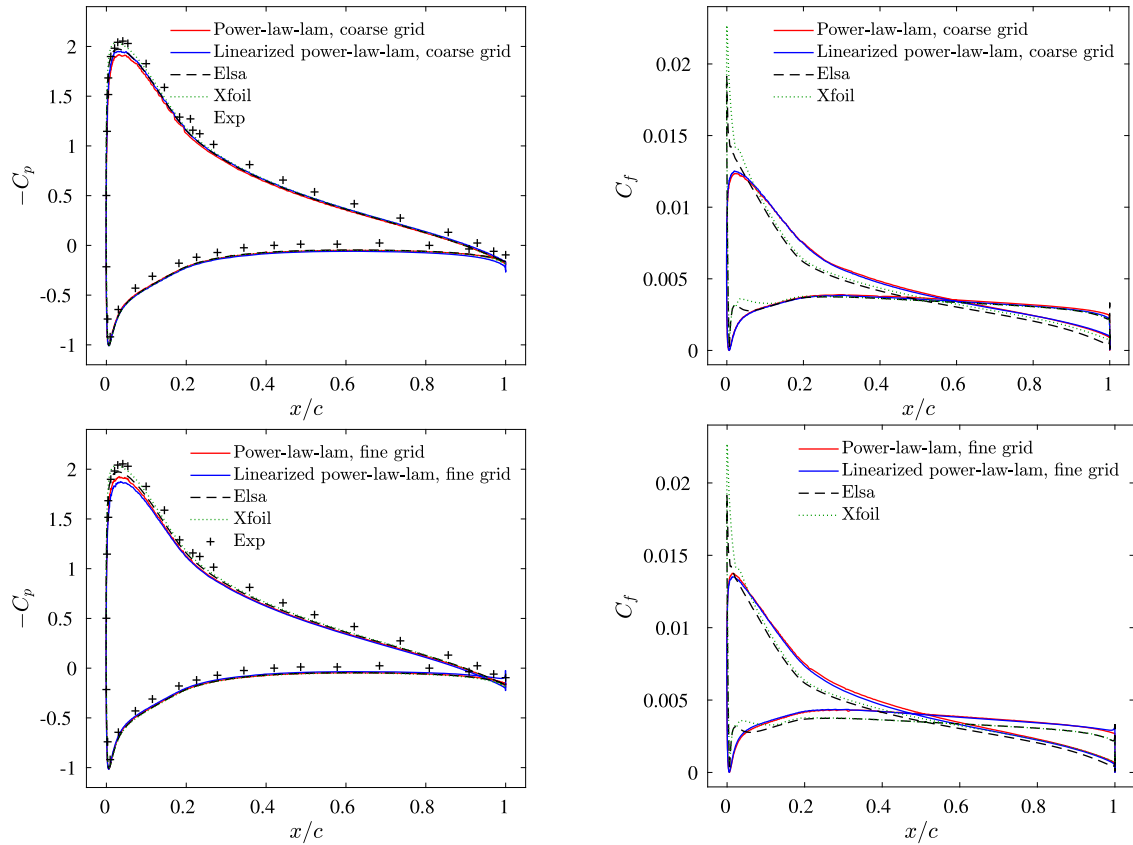 Power-law-lam, coarse grid
Linearized power-law-lam, coarse grid
Elsa
Xfoil
Exp
2
1.5
1
0.5
0
-0.5
-1
−C_p
0 0.2 0.4 0.6 0.8 1
x/c
Power-law-lam, coarse grid
Linearized power-law-lam, coarse grid
Elsa
Xfoil
0.02
0.015
0.01
0.005
0
C_f
0 0.2 0.4 0.6 0.8 1
x/c
Power-law-lam, fine grid
Linearized power-law-lam, fine grid
Elsa
Xfoil
Exp
2
1.5
1
0.5
0
-0.5
-1
−C_p
0 0.2 0.4 0.6 0.8 1
x/c
Power-law-lam, fine grid
Linearized power-law-lam, fine grid
Elsa
Xfoil
0.02
0.015
0.01
0.005
0
C_f
0 0.2 0.4 0.6 0.8 1
x/c